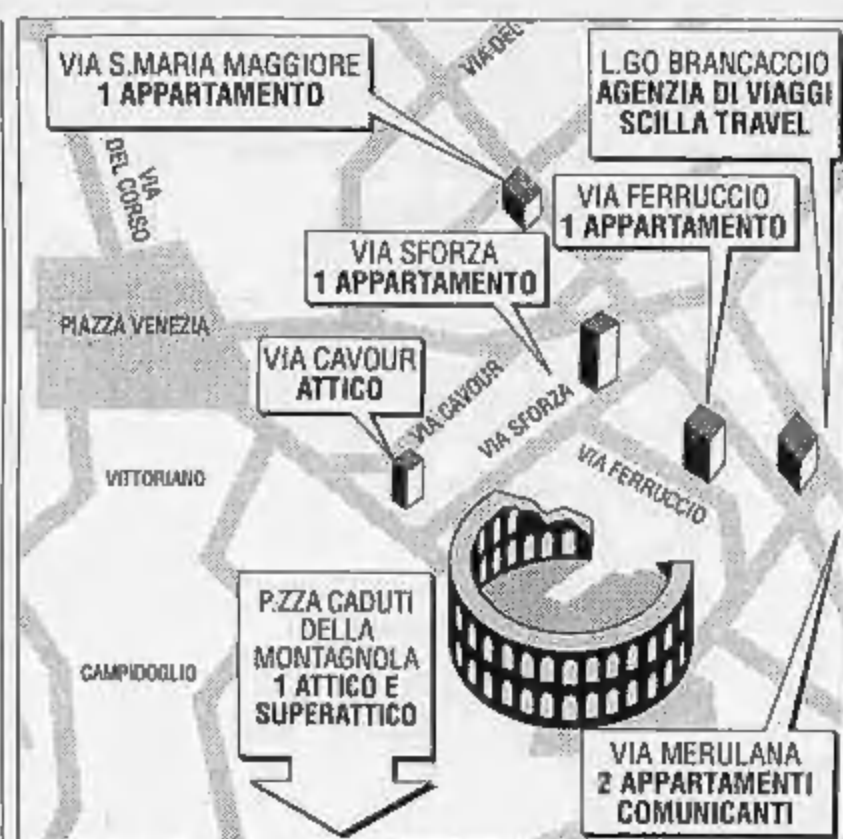 VIA S.MARIA MAGGIORE
1 APPARTAMENTO
L.GO BRANCACCIO
AGENZIA DI VIAGGI
SCILLA TRAVEL
VIA
DEL CORSO
VIA DEL
VIA FERRUCCIO
1 APPARTAMENTO
VIA SFORZA
1 APPARTAMENTO
PIAZZA VENEZIA
VIA CAVOUR
ATTICO
VIA CAVOUR
VIA SFORZA
VIA FERRUCCIO
VITTORIANO
P.ZZA CADUTI
DELLA
MONTAGNOLA
1 ATTICO E
SUPERATTICO
CAMPIDOGLIO
VIA MERULANA
2 APPARTAMENTI
COMUNICANTI